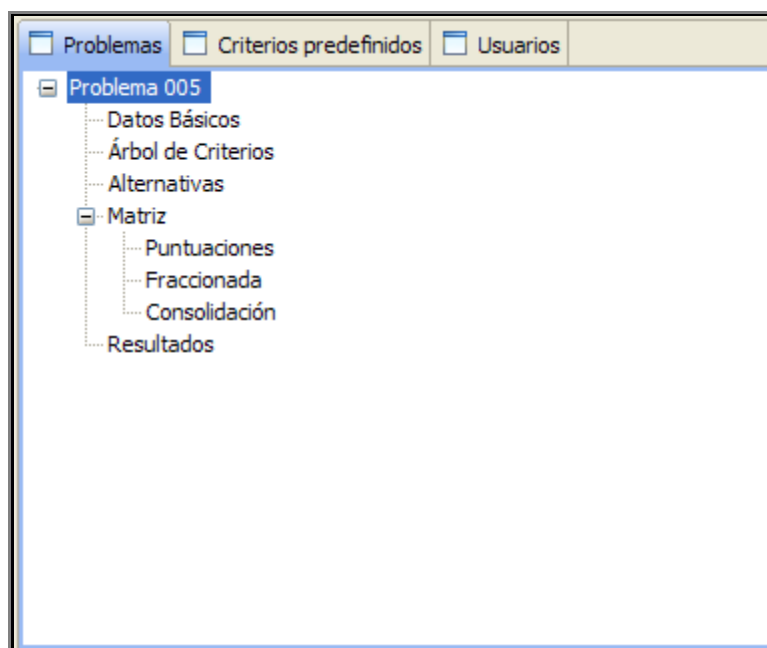 Problemas Criterios predefinidos Usuarios
Problema 005
Datos Básicos
Árbol de Criterios
Alternativas
Matriz
Puntuaciones
Fraccionada
Consolidación
Resultados